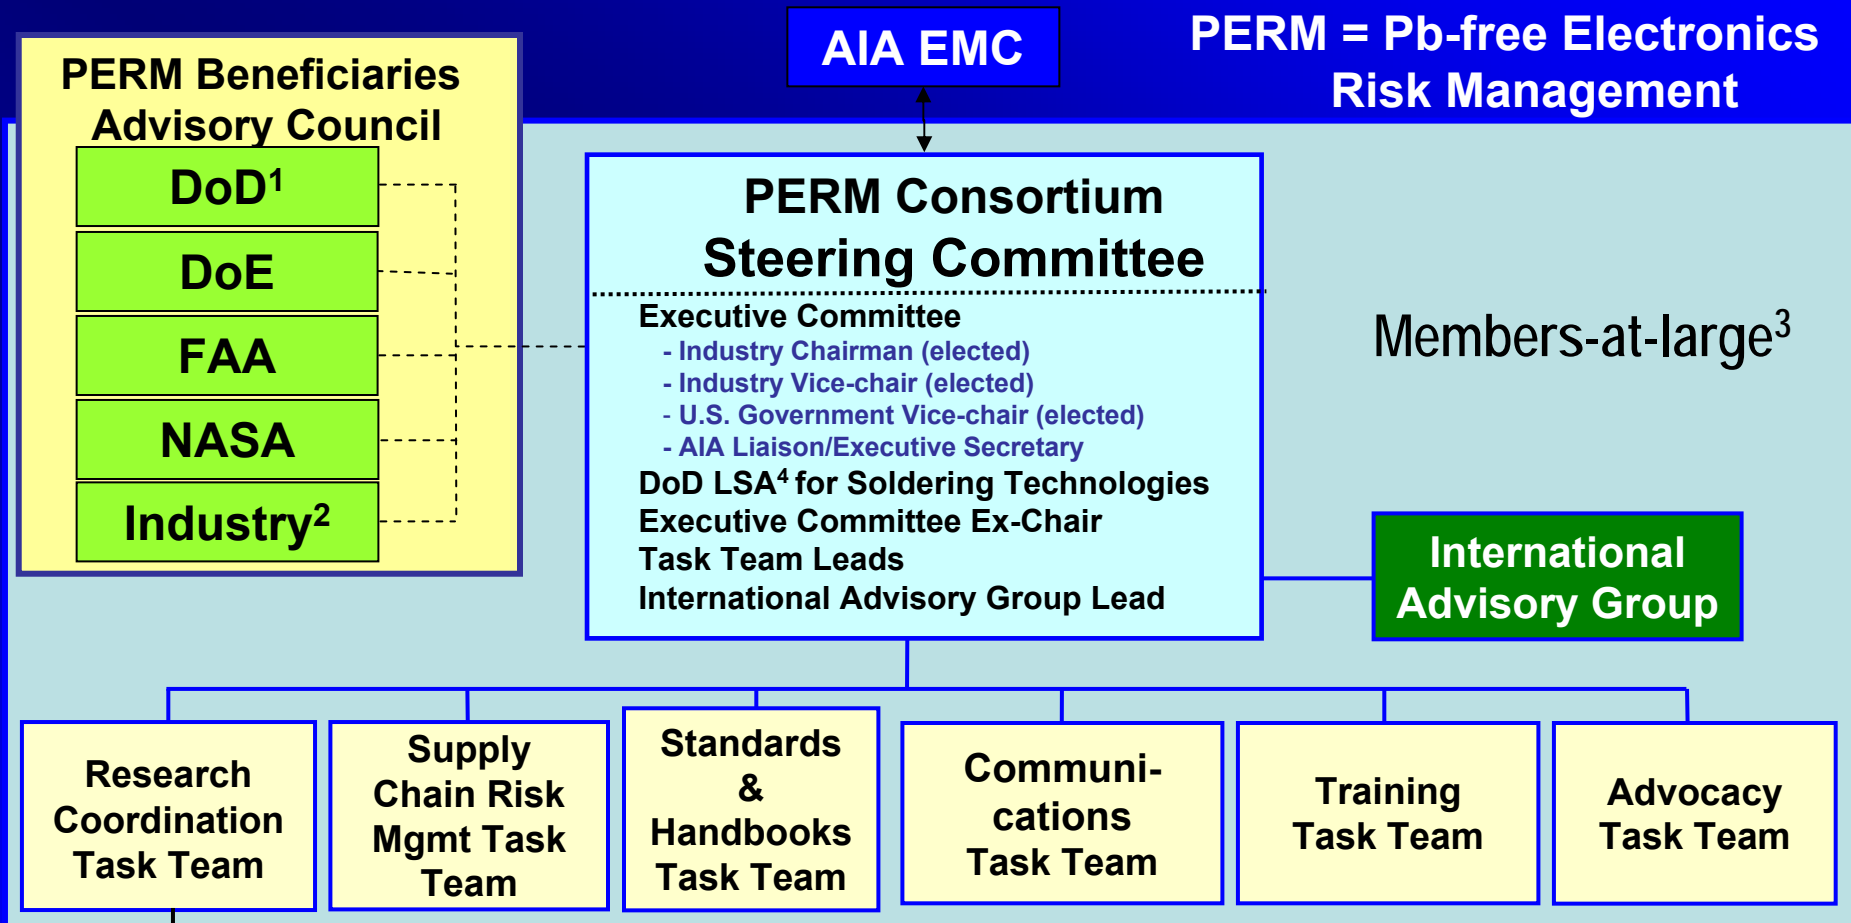 AIA EMC
PERM = Pb-free Electronics
Risk Management
PERM Beneficiaries
Advisory Council
DoD¹
DoE
FAA
NASA
Industry²
PERM Consortium
Steering Committee
Executive Committee
- Industry Chairman (elected)
- Industry Vice-chair (elected)
- U.S. Government Vice-chair (elected)
- AIA Liaison/Executive Secretary
DoD LSA⁴ for Soldering Technologies
Executive Committee Ex-Chair
Task Team Leads
International Advisory Group Lead
Members-at-large³
International
Advisory Group
Research
Coordination
Task Team
Supply
Chain Risk
Mgmt Task
Team
Standards
&
Handbooks
Task Team
Communi-
cations
Task Team
Training
Task Team
Advocacy
Task Team